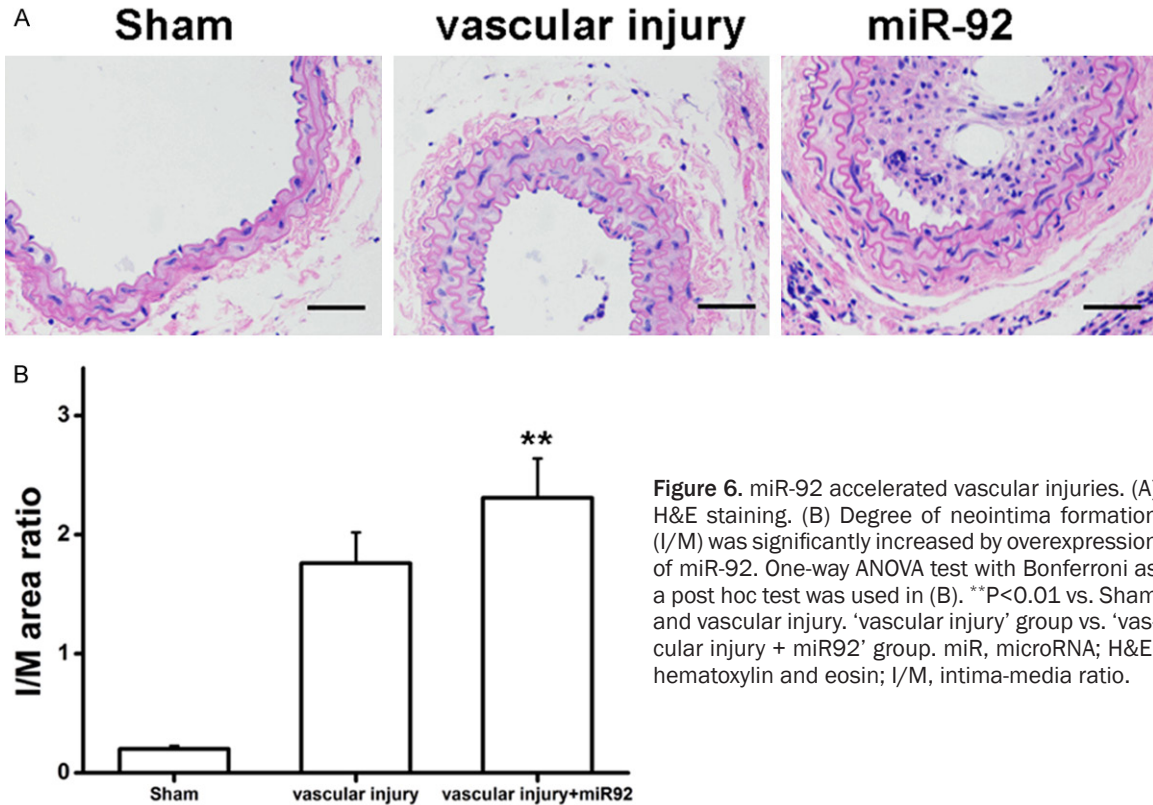 A
Sham
vascular injury
miR-92
B
I/M area ratio
3
2
1
0
**
Sham
vascular injury
vascular injury+miR92
Figure 6. miR-92 accelerated vascular injuries. (A)
H&E staining. (B) Degree of neointima formation
(I/M) was significantly increased by overexpression
of miR-92. One-way ANOVA test with Bonferroni as
a post hoc test was used in (B). **P<0.01 vs. Sham
and vascular injury. ‘vascular injury’ group vs. ‘vas-
cular injury + miR92’ group. miR, microRNA; H&E,
hematoxylin and eosin; I/M, intima-media ratio.